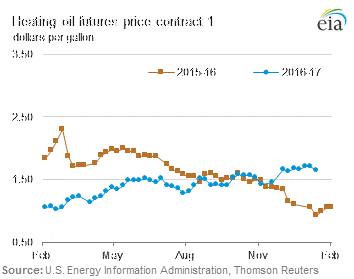 Heating oil futures price contract 1
dollars per gallon
eia
3.50
2015-16
2016-17
2.50
1.50
0.50
Feb
May
Aug
Nov
Feb
Source: U.S. Energy Information Administration, Thomson Reuters